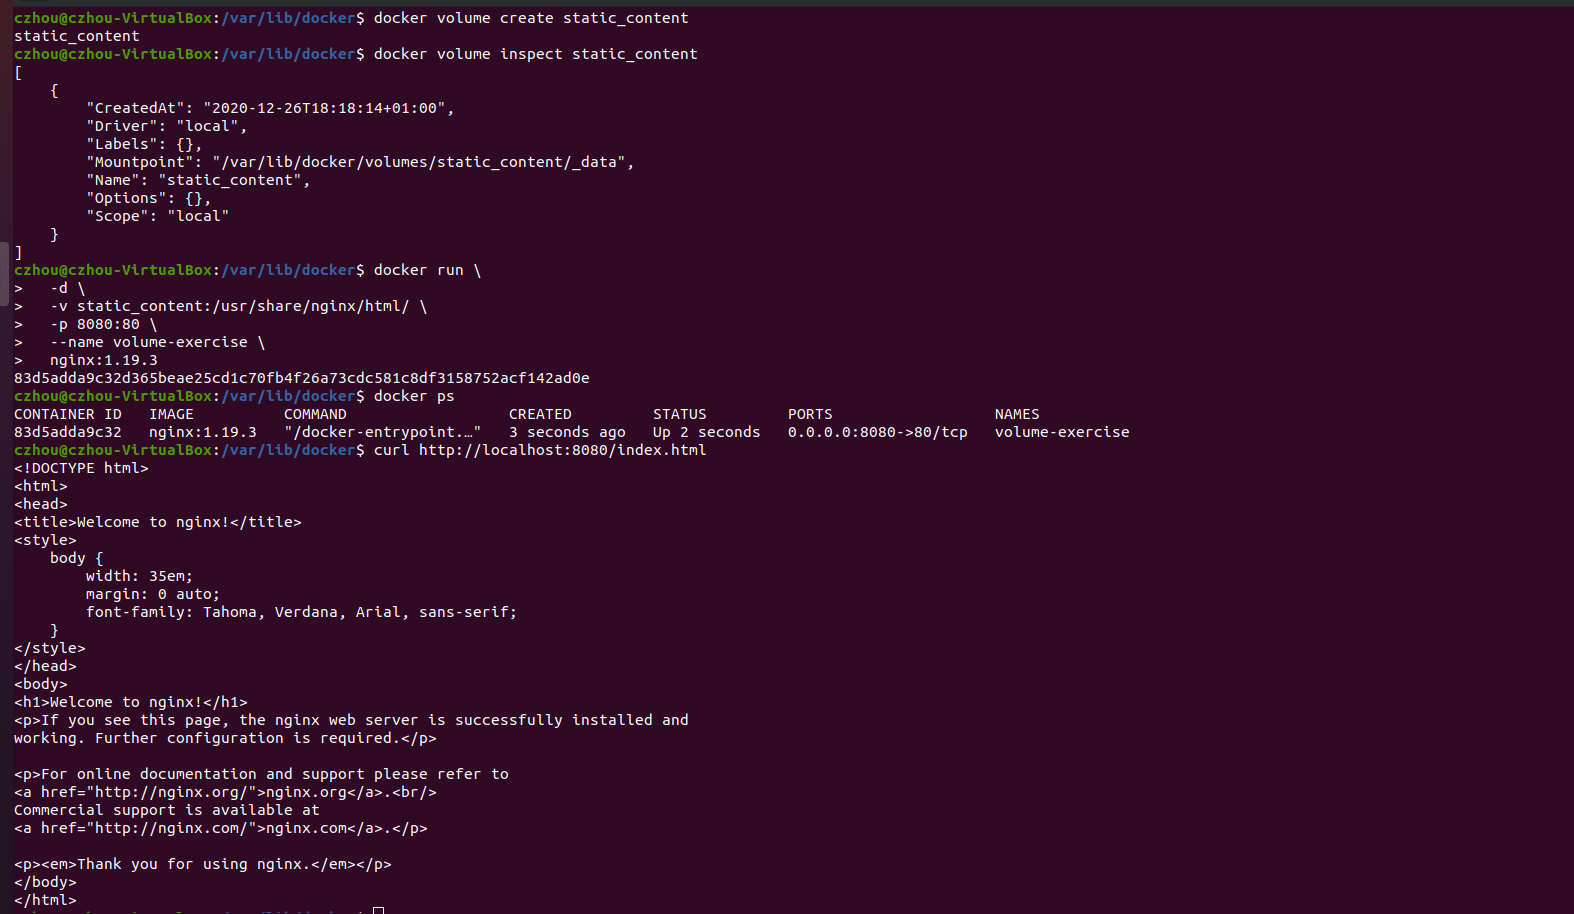 czhou@czhou-VirtualBox:/var/lib/docker$ docker volume create static_content
static_content
czhou@czhou-VirtualBox:/var/lib/docker$ docker volume inspect static_content
[
    {
        "CreatedAt": "2020-12-26T18:18:14+01:00",
        "Driver": "local",
        "Labels": {},
        "Mountpoint": "/var/lib/docker/volumes/static_content/_data",
        "Name": "static_content",
        "Options": {},
        "Scope": "local"
    }
]
czhou@czhou-VirtualBox:/var/lib/docker$ docker run \
>   -d \
>   -v static_content:/usr/share/nginx/html/ \
>   -p 8080:80 \
>   --name volume-exercise \
>   nginx:1.19.3
83d5adda9c32d365beae25cd1c70fb4f26a73cdc581c8df3158752acf142ad0e
czhou@czhou-VirtualBox:/var/lib/docker$ docker ps
CONTAINER ID   IMAGE          COMMAND                  CREATED         STATUS         PORTS                  NAMES
83d5adda9c32   nginx:1.19.3   "/docker-entrypoint.…"   3 seconds ago   Up 2 seconds   0.0.0.0:8080->80/tcp   volume-exercise
czhou@czhou-VirtualBox:/var/lib/docker$ curl http://localhost:8080/index.html
<!DOCTYPE html>
<html>
<head>
<title>Welcome to nginx!</title>
<style>
    body {
        width: 35em;
        margin: 0 auto;
        font-family: Tahoma, Verdana, Arial, sans-serif;
    }
</style>
</head>
<body>
<h1>Welcome to nginx!</h1>
<p>If you see this page, the nginx web server is successfully installed and
working. Further configuration is required.</p>

<p>For online documentation and support please refer to
<a href="http://nginx.org/">nginx.org</a>.<br/>
Commercial support is available at
<a href="http://nginx.com/">nginx.com</a>.</p>

<p><em>Thank you for using nginx.</em></p>
</body>
</html>